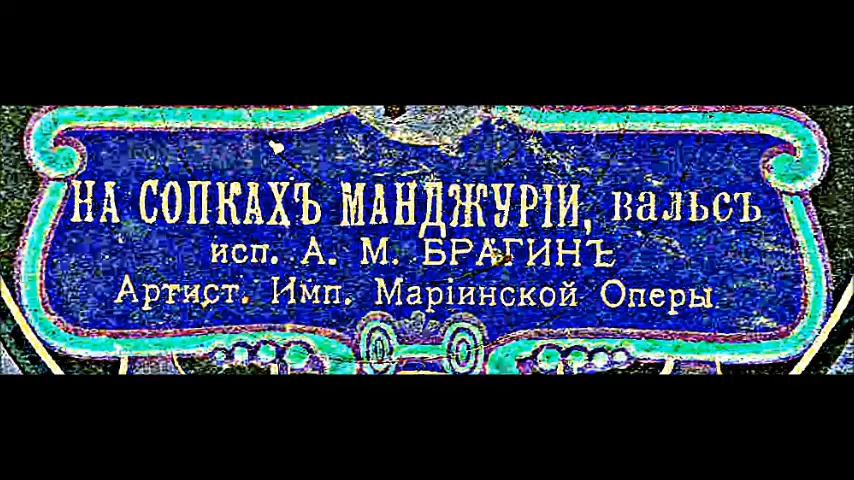 НА СОПКАХЪ МАНДЖУРІИ, вальсъ
исп. А. М. БРАГИНЪ
Артист. Имп. Маріинской Оперы